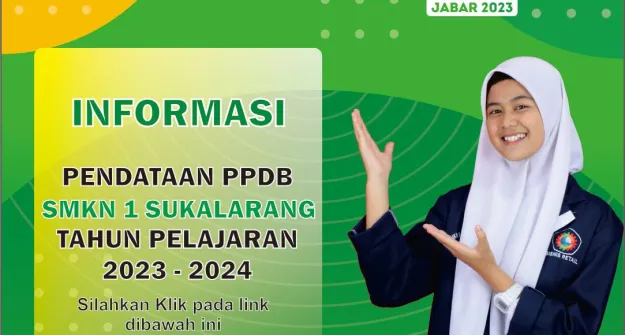 JABAR 2023
INFORMASI
PENDATAAN PPDB
SMKN 1 SUKALARANG
TAHUN PELAJARAN
2023 - 2024
Silahkan Klik pada link
dibawah ini